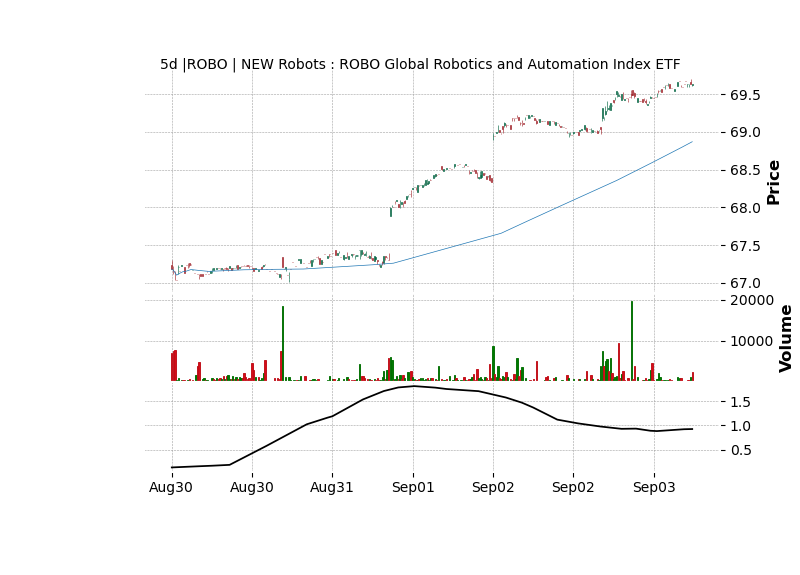 5d |ROBO | NEW Robots : ROBO Global Robotics and Automation Index ETF
69.5
69.0
68.5
68.0
67.5
67.0
Price
20000
10000
Volume
1.5
1.0
0.5
Aug30 Aug30 Aug31 Sep01 Sep02 Sep02 Sep03